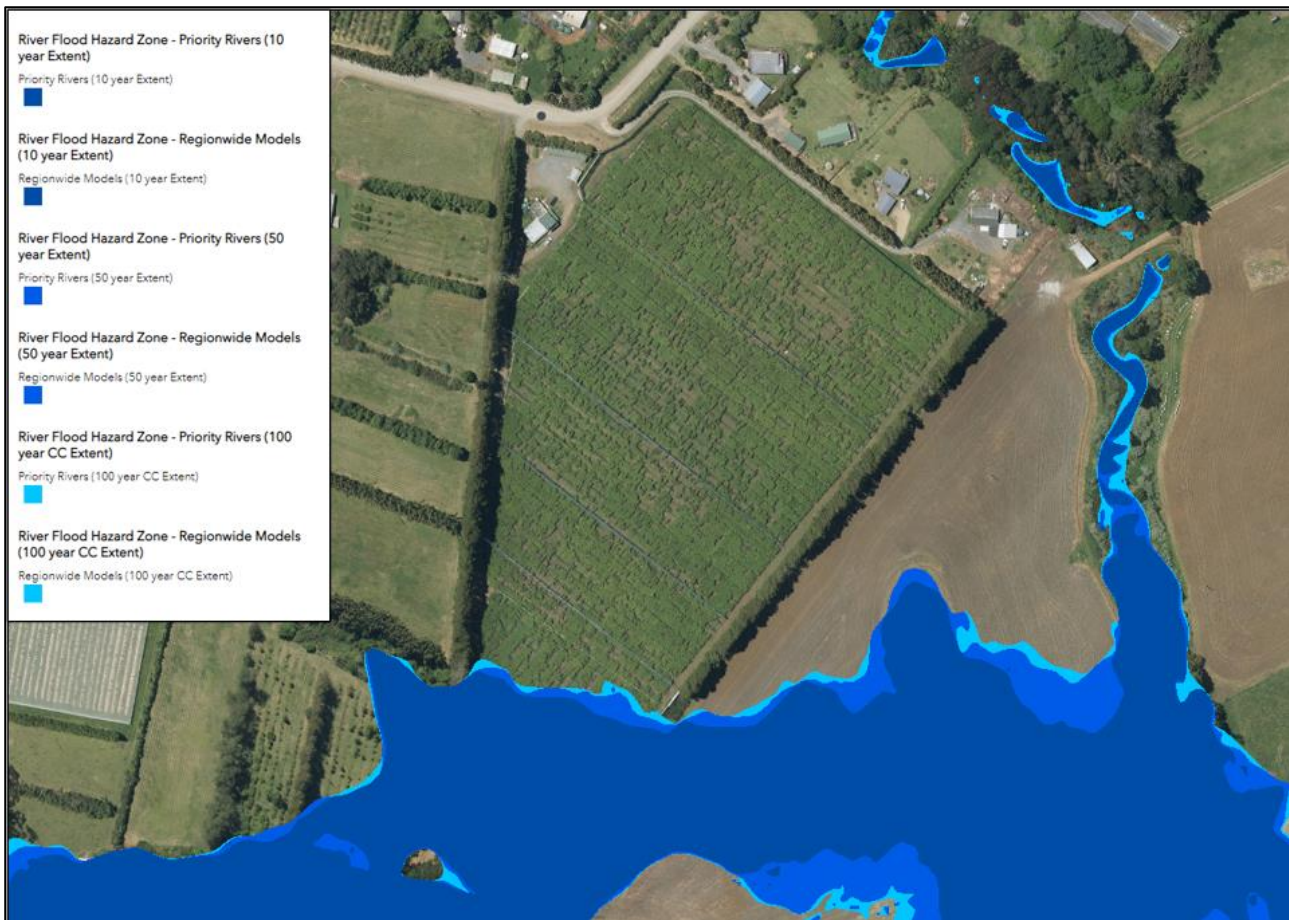 River Flood Hazard Zone - Priority Rivers (10
year Extent)
Priority Rivers (10 year Extent)
River Flood Hazard Zone - Regionwide Models
(10 year Extent)
Regionwide Models (10 year Extent)
River Flood Hazard Zone - Priority Rivers (50
year Extent)
Priority Rivers (50 year Extent)
River Flood Hazard Zone - Regionwide Models
(50 year Extent)
Regionwide Models (50 year Extent)
River Flood Hazard Zone - Priority Rivers (100
year CC Extent)
Priority Rivers (100 year CC Extent)
River Flood Hazard Zone - Regionwide Models
(100 year CC Extent)
Regionwide Models (100 year CC Extent)